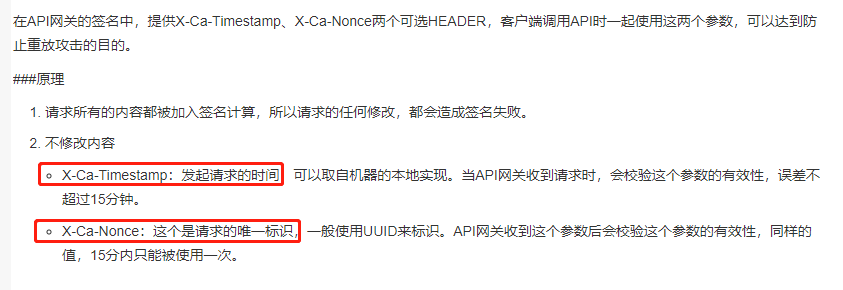 在API网关的签名中，提供X-Ca-Timestamp、X-Ca-Nonce两个可选HEADER，客户端调用API时一起使用这两个参数，可以达到防
止重放攻击的目的。
###原理
1. 请求所有的内容都被加入签名计算，所以请求的任何修改，都会造成签名失败。
2. 不修改内容
X-Ca-Timestamp：发起请求的时间 可以取自机器的本地实现。当API网关收到请求时，会校验这个参数的有效性，误差不
超过15分钟。
X-Ca-Nonce：这个是请求的唯一标识，一般使用UUID来标识。API网关收到这个参数后会校验这个参数的有效性，同样的
值，15分内只能被使用一次。